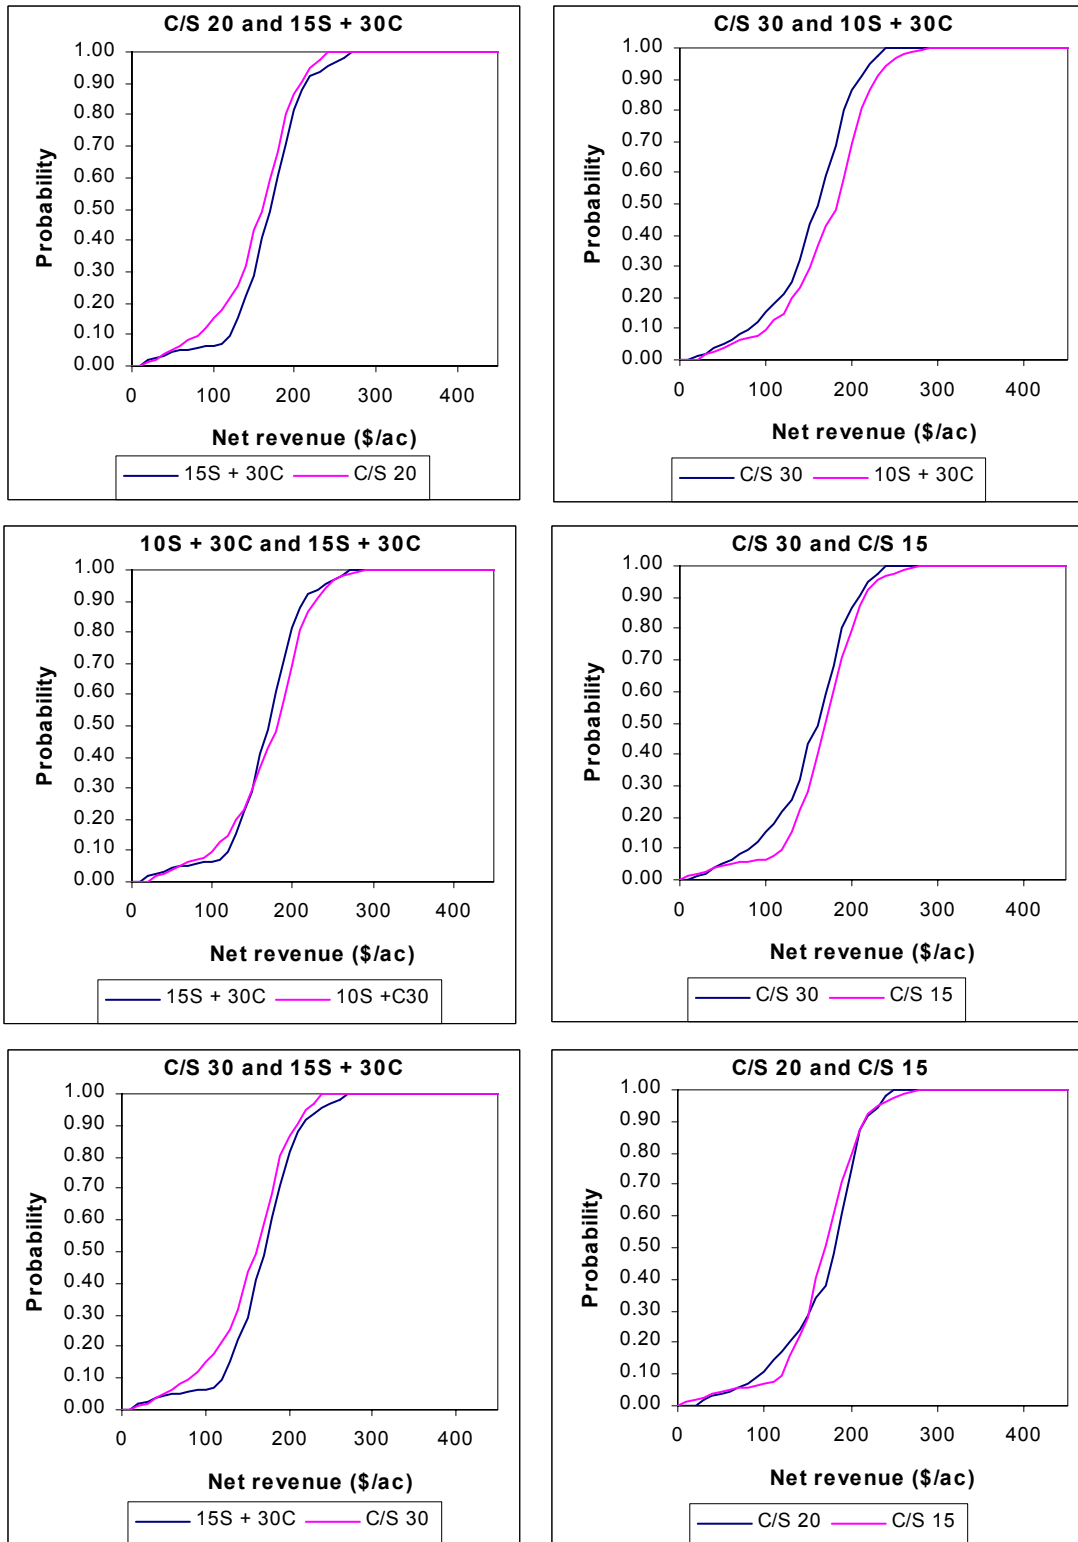 C/S 20 and 15S + 30C
1.00
0.90
0.80
0.70
0.60
0.50
0.40
0.30
0.20
0.10
0.00
Probability
0 100 200 300 400
Net revenue ($/ac)
15S + 30C C/S 20
C/S 30 and 10S + 30C
1.00
0.90
0.80
0.70
0.60
0.50
0.40
0.30
0.20
0.10
0.00
Probability
0 100 200 300 400
Net revenue ($/ac)
C/S 30 10S + 30C
10S + 30C and 15S + 30C
1.00
0.90
0.80
0.70
0.60
0.50
0.40
0.30
0.20
0.10
0.00
Probability
0 100 200 300 400
Net revenue ($/ac)
15S + 30C 10S +C30
C/S 30 and C/S 15
1.00
0.90
0.80
0.70
0.60
0.50
0.40
0.30
0.20
0.10
0.00
Probability
0 100 200 300 400
Net revenue ($/ac)
C/S 30 C/S 15
C/S 30 and 15S + 30C
1.00
0.90
0.80
0.70
0.60
0.50
0.40
0.30
0.20
0.10
0.00
Probability
0 100 200 300 400
Net revenue ($/ac)
15S + 30C C/S 30
C/S 20 and C/S 15
1.00
0.90
0.80
0.70
0.60
0.50
0.40
0.30
0.20
0.10
0.00
Probability
0 100 200 300 400
Net revenue ($/ac)
C/S 20 C/S 15